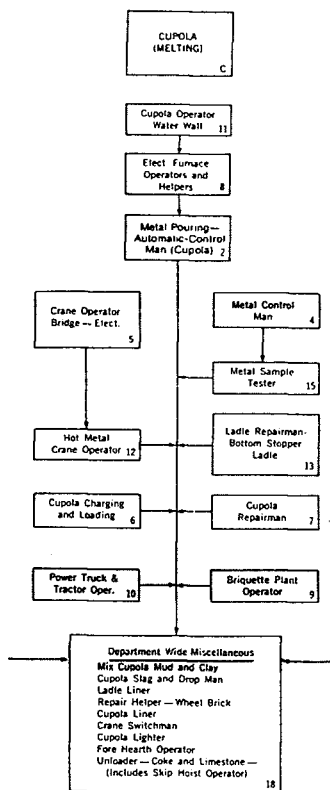 CUPOLA
(MELTING)
C
Cupola Operator
Water Wall
11
Elect Furnace
Operators and
Helpers
8
Metal Pouring—
Automatic-Control
Man (Cupola)
2
Crane Operator
Bridge — Elect.
5
Metal Control
Man
4
Metal Sample
Tester
15
Hot Metal
Crane Operator
12
Ladle Repairman-
Bottom Stopper
Ladle
13
Cupola Charging
and Loading
6
Cupola
Repairman
7
Power Truck &
Tractor Oper.
10
Briquette Plant
Operator
9
Department Wide Miscellaneous
Mix Cupola Mud and Clay
Cupola Slag and Drop Man
Ladle Liner
Repair Helper — Wheel Brick
Cupola Liner
Crane Switchman
Cupola Lighter
Fore Hearth Operator
Unloader — Coke and Limestone —
(Includes Skip Hoist Operator)
18